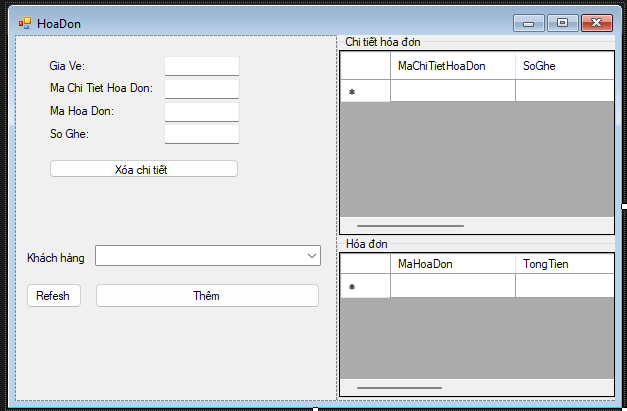 HoaDon
Gia Ve:
Ma Chi Tiet Hoa Don:
Ma Hoa Don:
So Ghe:
Xóa chi tiết
Khách hàng
Refesh
Thêm
Chi tiết hóa đơn
MaChiTietHoaDon SoGhe
Hóa đơn
MaHoaDon TongTien